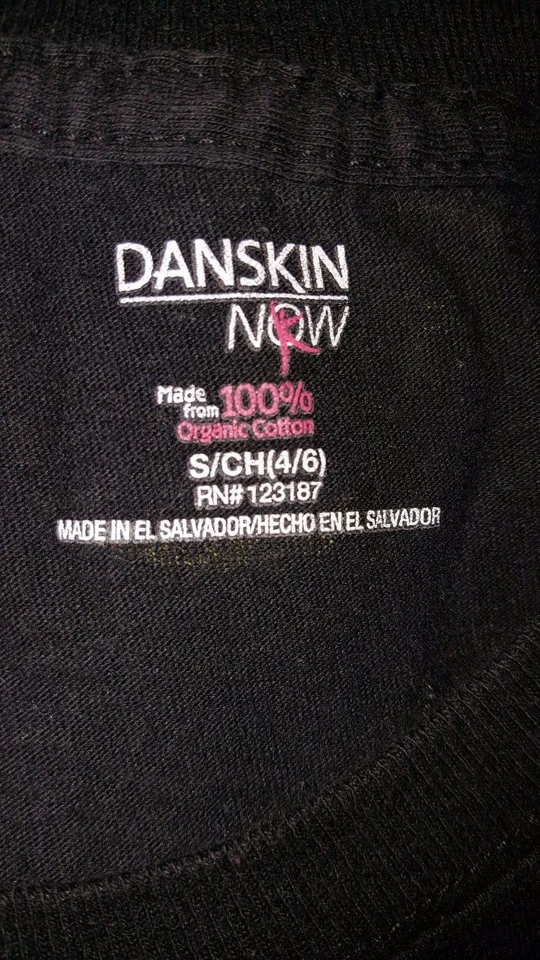 DANSKIN
NOW
Made
from 100%
Organic Cotton
S/CH(4/6)
RN#123187
MADE IN EL SALVADOR/HECHO EN EL SALVADOR